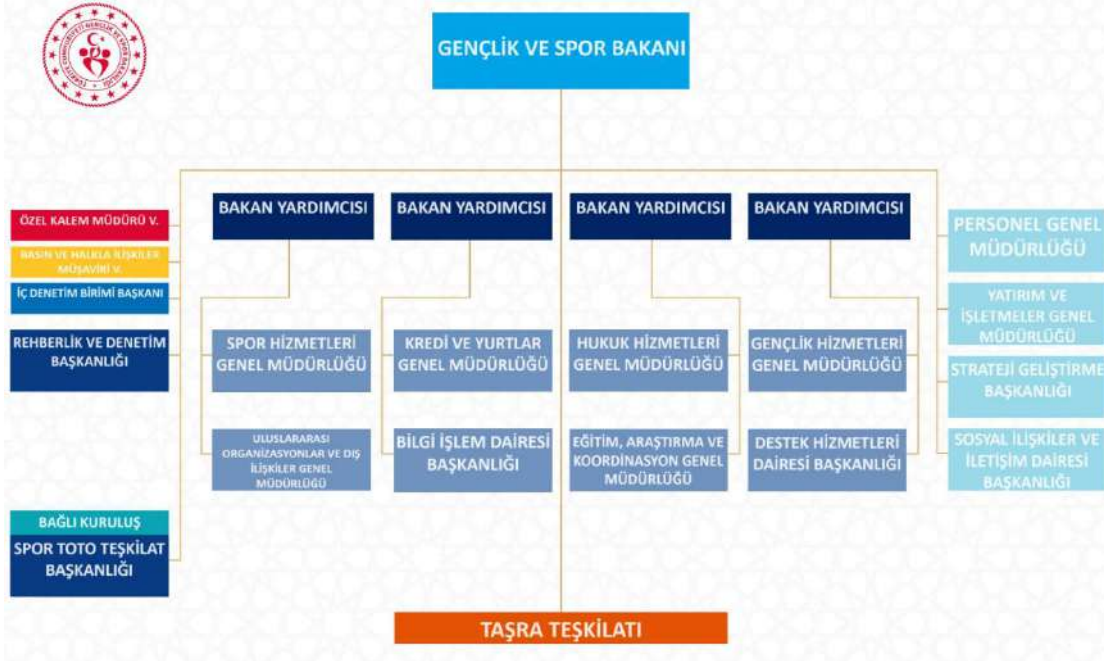 GENÇLİK VE SPOR BAKANI
BAKAN YARDIMCISI
BAKAN YARDIMCISI
BAKAN YARDIMCISI
BAKAN YARDIMCISI
ÖZEL KALEM MÜDÜRÜ V.
BASIN VE HALKLA İLİŞKİLER
MÜŞAVİRİ V.
İÇ DENETİM BİRİMİ BAŞKANI
REHBERLİK VE DENETİM
BAŞKANLIĞI
SPOR HİZMETLERİ
GENEL MÜDÜRLÜĞÜ
KREDİ VE YURTLAR
GENEL MÜDÜRLÜĞÜ
HUKUK HİZMETLERİ
GENEL MÜDÜRLÜĞÜ
GENÇLİK HİZMETLERİ
GENEL MÜDÜRLÜĞÜ
ULUSLARARASI
ORGANİZASYONLAR VE DIŞ
İLİŞKİLER GENEL
MÜDÜRLÜĞÜ
BİLGİ İŞLEM DAİRESİ
BAŞKANLIĞI
EĞİTİM, ARAŞTIRMA VE
KOORDİNASYON GENEL
MÜDÜRLÜĞÜ
DESTEK HİZMETLERİ
DAİRESİ BAŞKANLIĞI
PERSONEL GENEL
MÜDÜRLÜĞÜ
YATIRIM VE
İŞLETMELER GENEL
MÜDÜRLÜĞÜ
STRATEJİ GELİŞTİRME
BAŞKANLIĞI
SOSYAL İLİŞKİLER VE
İLETİŞİM DAİRESİ
BAŞKANLIĞI
BAĞLI KURULUŞ
SPOR TOTO TEŞKİLAT
BAŞKANLIĞI
TAŞRA TEŞKİLATI